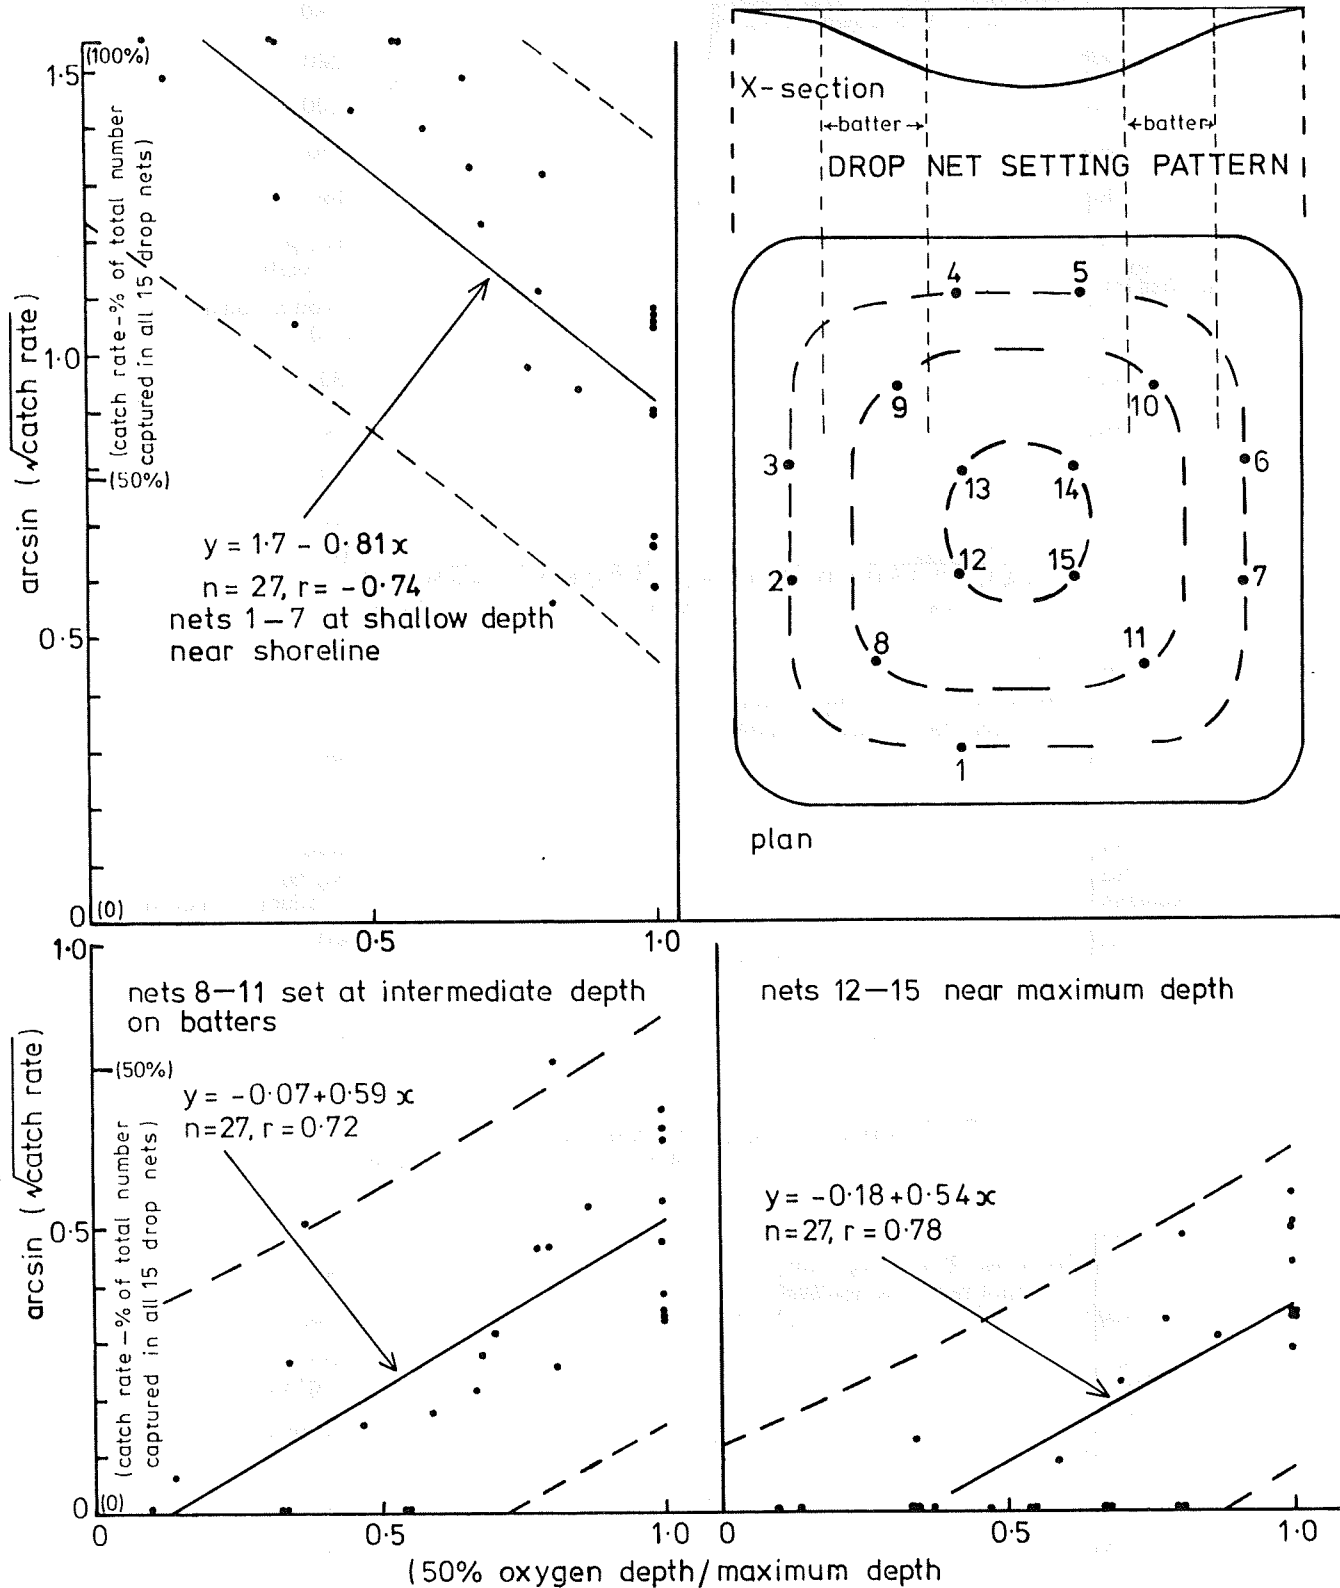 1·5
(100%)
1·0
(50%)
0·5
0
(0)
0·5
1·0
arcsin (√catch rate)
(catch rate-% of total number
captured in all 15 drop nets)
y = 1·7 - 0·81x
n = 27, r = -0·74
nets 1-7 at shallow depth
near shoreline
X-section
←batter→
←batter→
DROP NET SETTING PATTERN
4
5
9
10
3
6
13
14
12
15
2
7
8
11
1
plan
1·0
nets 8-11 set at intermediate depth
on batters
(50%)
y = -0·07+0·59x
n=27, r = 0·72
0·5
0
(0)
arcsin (√catch rate)
(catch rate-% of total number
captured in all 15 drop nets)
0
0·5
1·0
nets 12-15 near maximum depth
y = -0·18+0·54x
n=27, r = 0·78
0
0·5
1·0
(50% oxygen depth/maximum depth